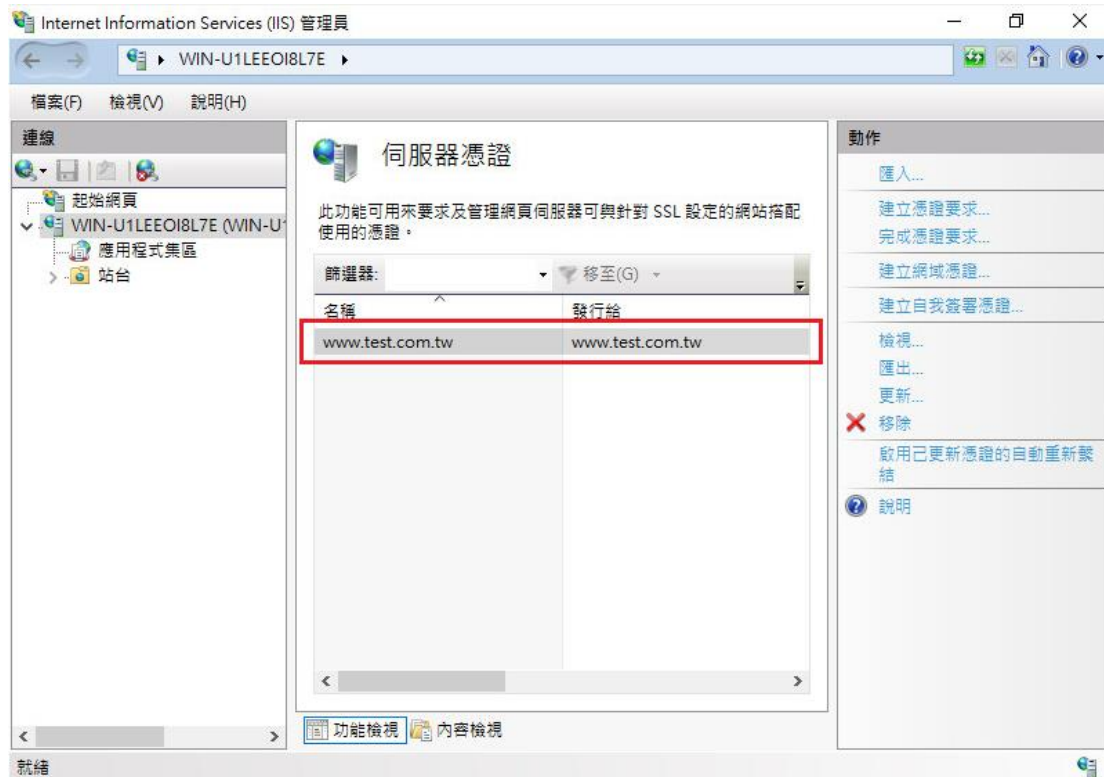 Internet Information Services (IIS) 管理員
WIN-U1LEEOI8L7E
檔案(F) 檢視(V) 說明(H)
連線
起始網頁
WIN-U1LEEOI8L7E (WIN-U1
應用程式集區
站台
伺服器憑證
此功能可用來要求及管理網頁伺服器可與針對 SSL 設定的網站搭配
使用的憑證。
篩選器: 移至(G)
名稱 發行給
www.test.com.tw www.test.com.tw
功能檢視 內容檢視
動作
匯入...
建立憑證要求...
完成憑證要求...
建立網域憑證...
建立自我簽署憑證...
檢視...
匯出...
更新...
移除
啟用已更新憑證的自動重新繫
結
說明
就緒